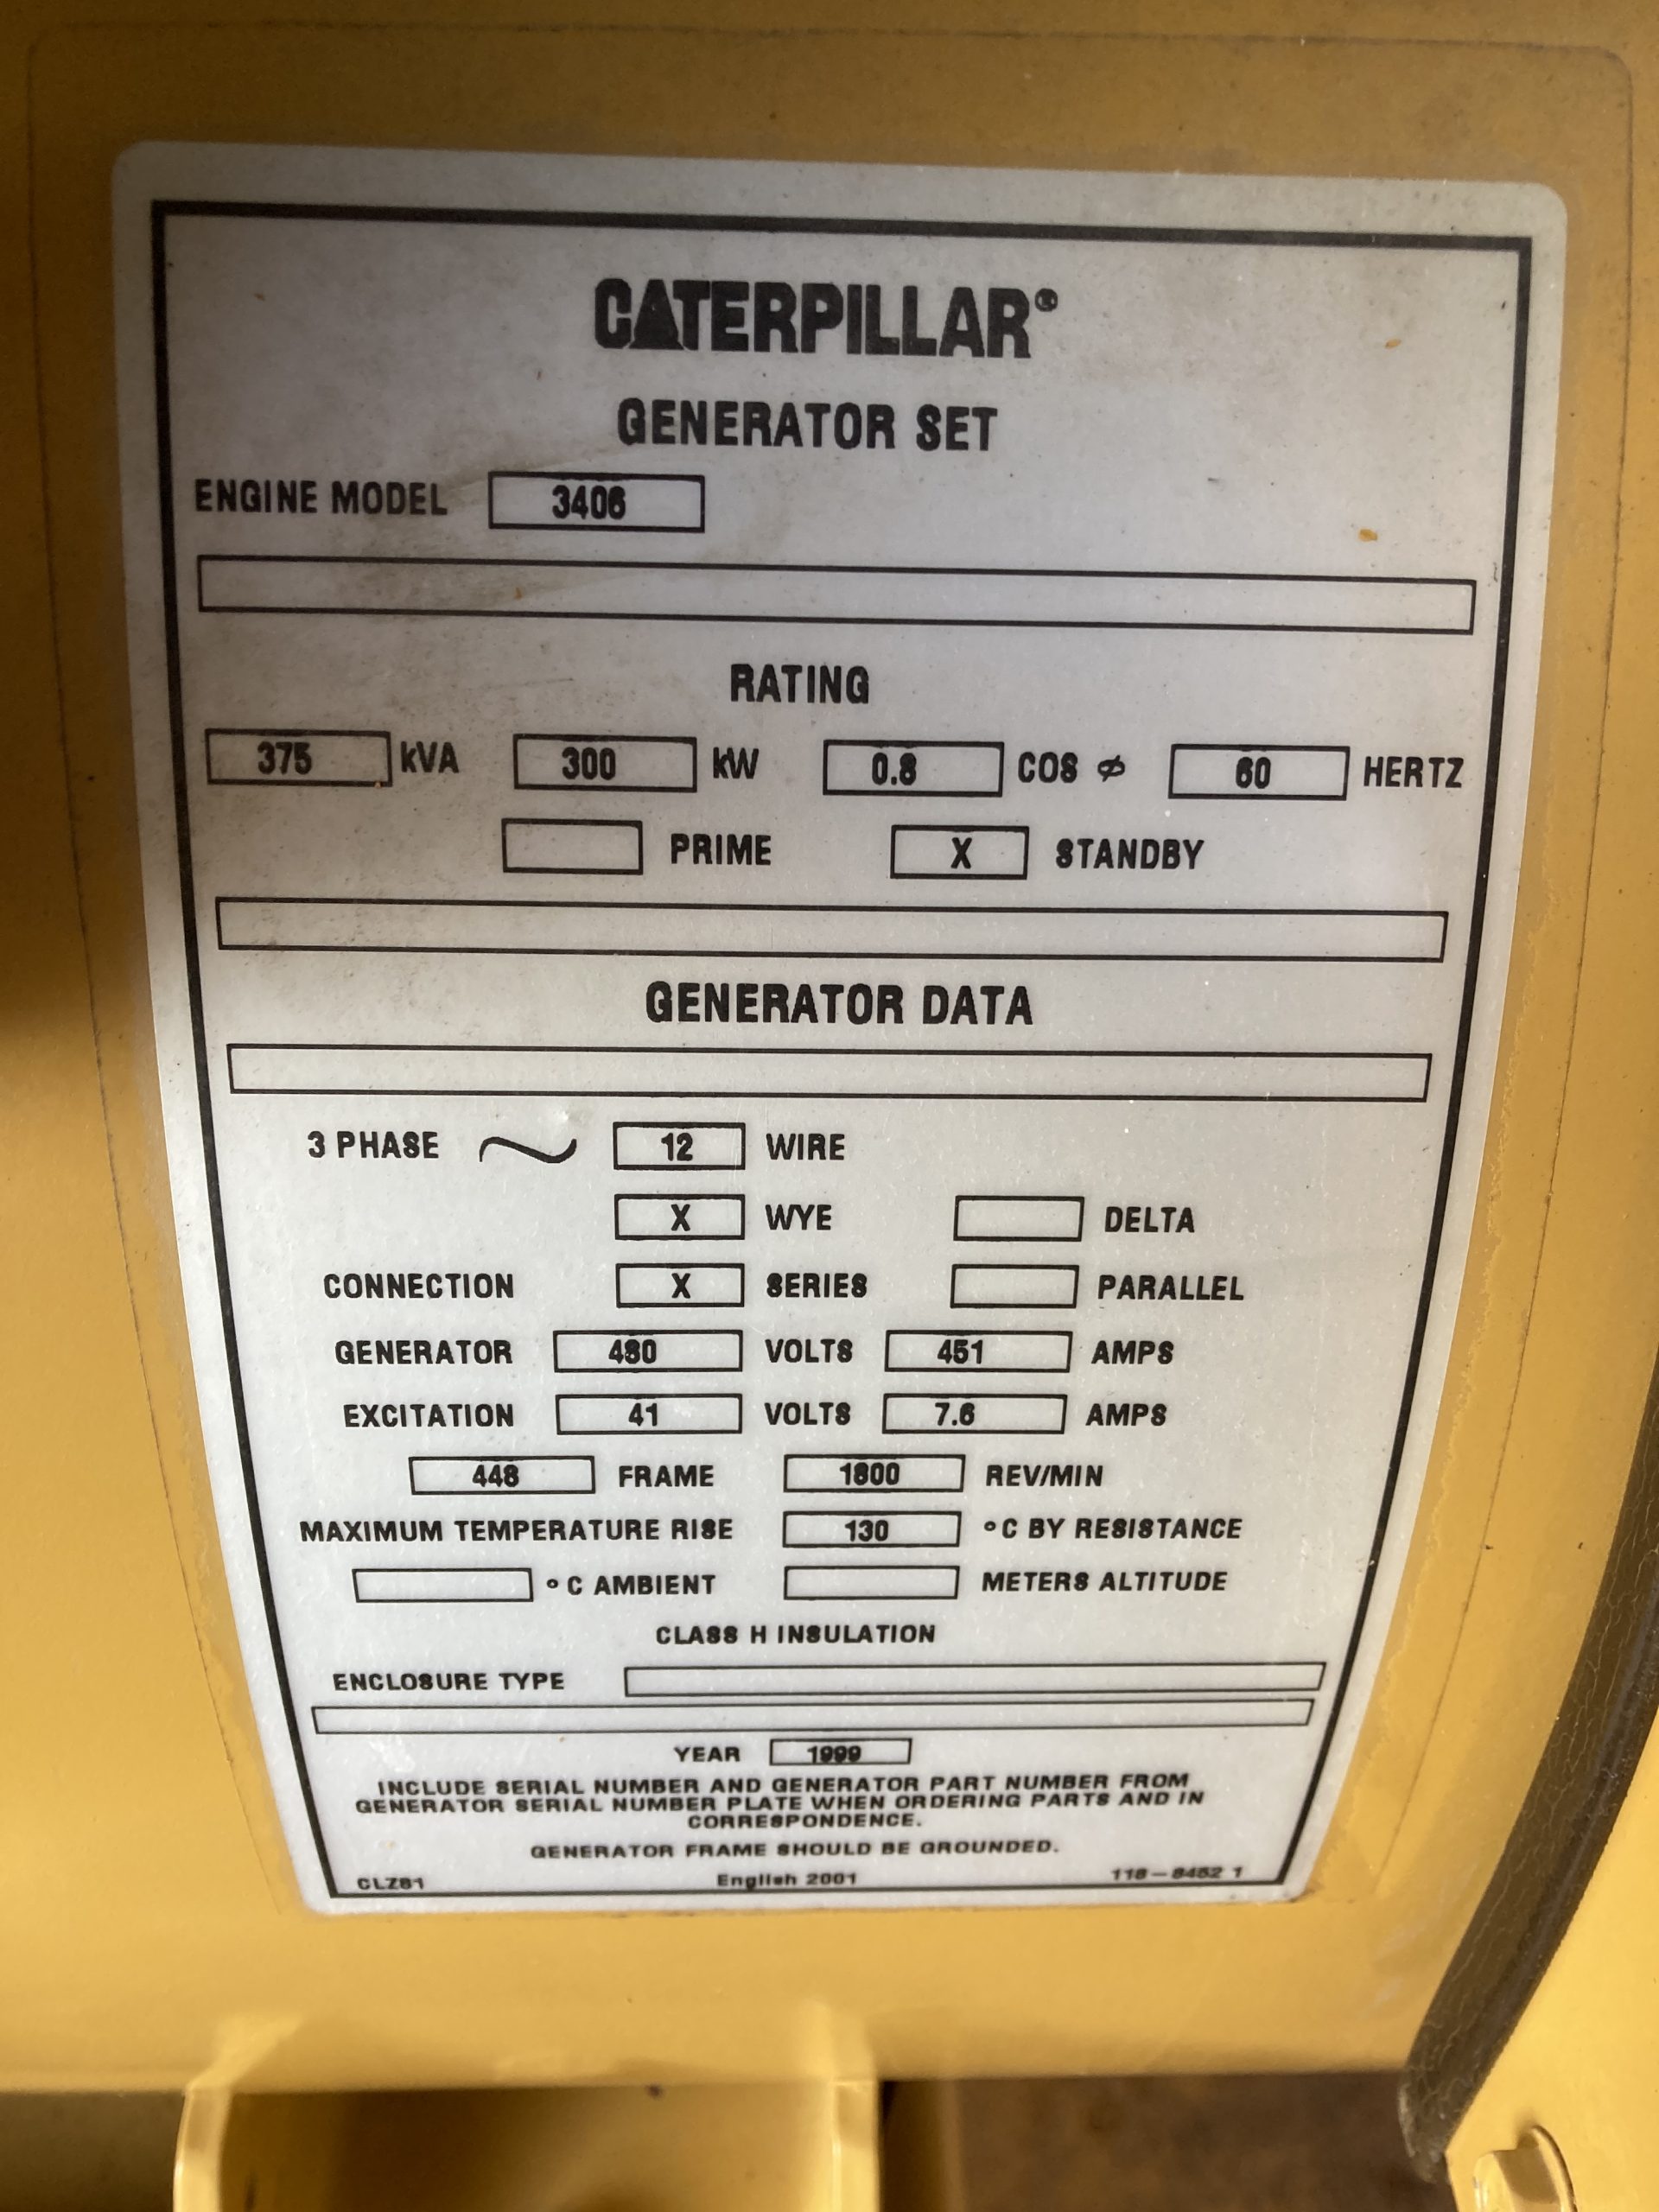 CATERPILLAR®
GENERATOR SET
ENGINE MODEL 3406
RATING
375 kVA 300 kW 0.8 COS ⌀ 60 HERTZ
PRIME X STANDBY
GENERATOR DATA
3 PHASE ~ 12 WIRE
X WYE DELTA
CONNECTION X SERIES PARALLEL
GENERATOR 480 VOLTS 451 AMPS
EXCITATION 41 VOLTS 7.6 AMPS
448 FRAME 1800 REV/MIN
MAXIMUM TEMPERATURE RISE 130 °C BY RESISTANCE
°C AMBIENT METERS ALTITUDE
CLASS H INSULATION
ENCLOSURE TYPE
YEAR 1999
INCLUDE SERIAL NUMBER AND GENERATOR PART NUMBER FROM
GENERATOR SERIAL NUMBER PLATE WHEN ORDERING PARTS AND IN
CORRESPONDENCE.
GENERATOR FRAME SHOULD BE GROUNDED.
CLZ81 English 2001 118-8452 1